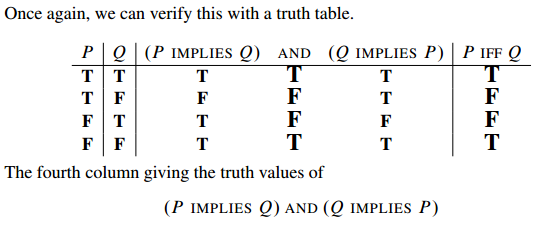 Once again, we can verify this with a truth table.
P Q (P IMPLIES Q) AND (Q IMPLIES P) P IFF Q
T T T T T T
T F F F T F
F T T F F F
F F T T T T
The fourth column giving the truth values of
(P IMPLIES Q) AND (Q IMPLIES P)